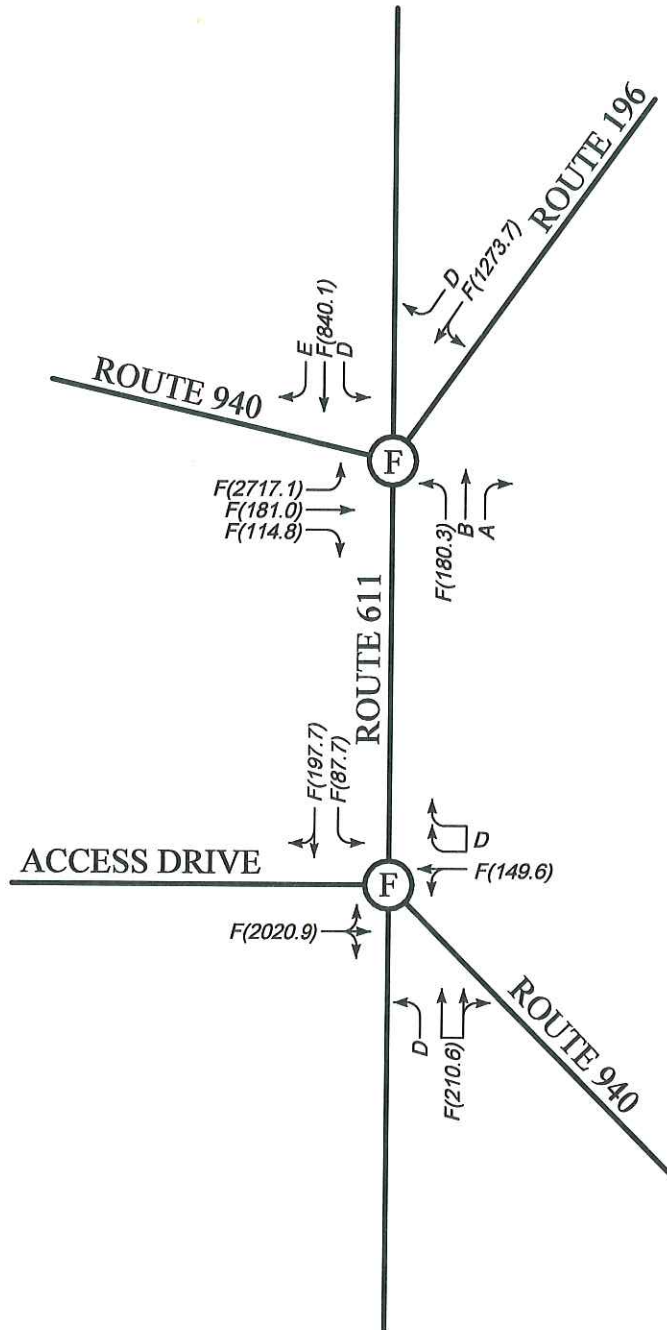 ROUTE 196
D
F(1273.7)
E
F(840.1)
D
ROUTE 940
F
F(2717.1)
F(181.0)
F(114.8)
F(180.3)
B
A
ROUTE 611
F(197.7)
F(87.7)
D
ACCESS DRIVE
F
F(149.6)
F(2020.9)
D
F(210.6)
ROUTE 940